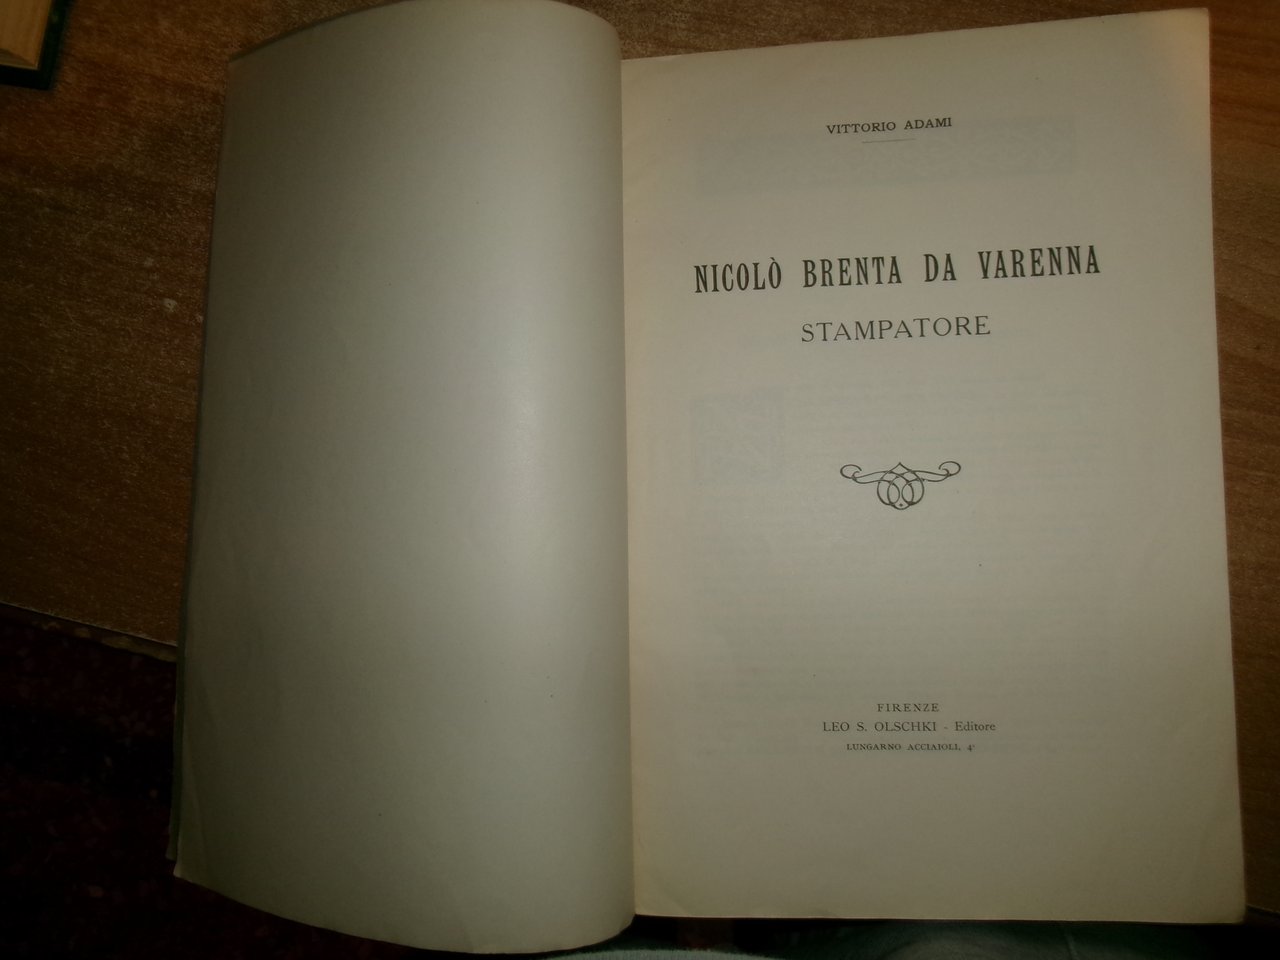 VITTORIO ADAMI
NICOLÒ BRENTA DA VARENNA
STAMPATORE
FIRENZE
LEO S. OLSCHKI - Editore
LUNGARNO ACCIAIOLI, 4